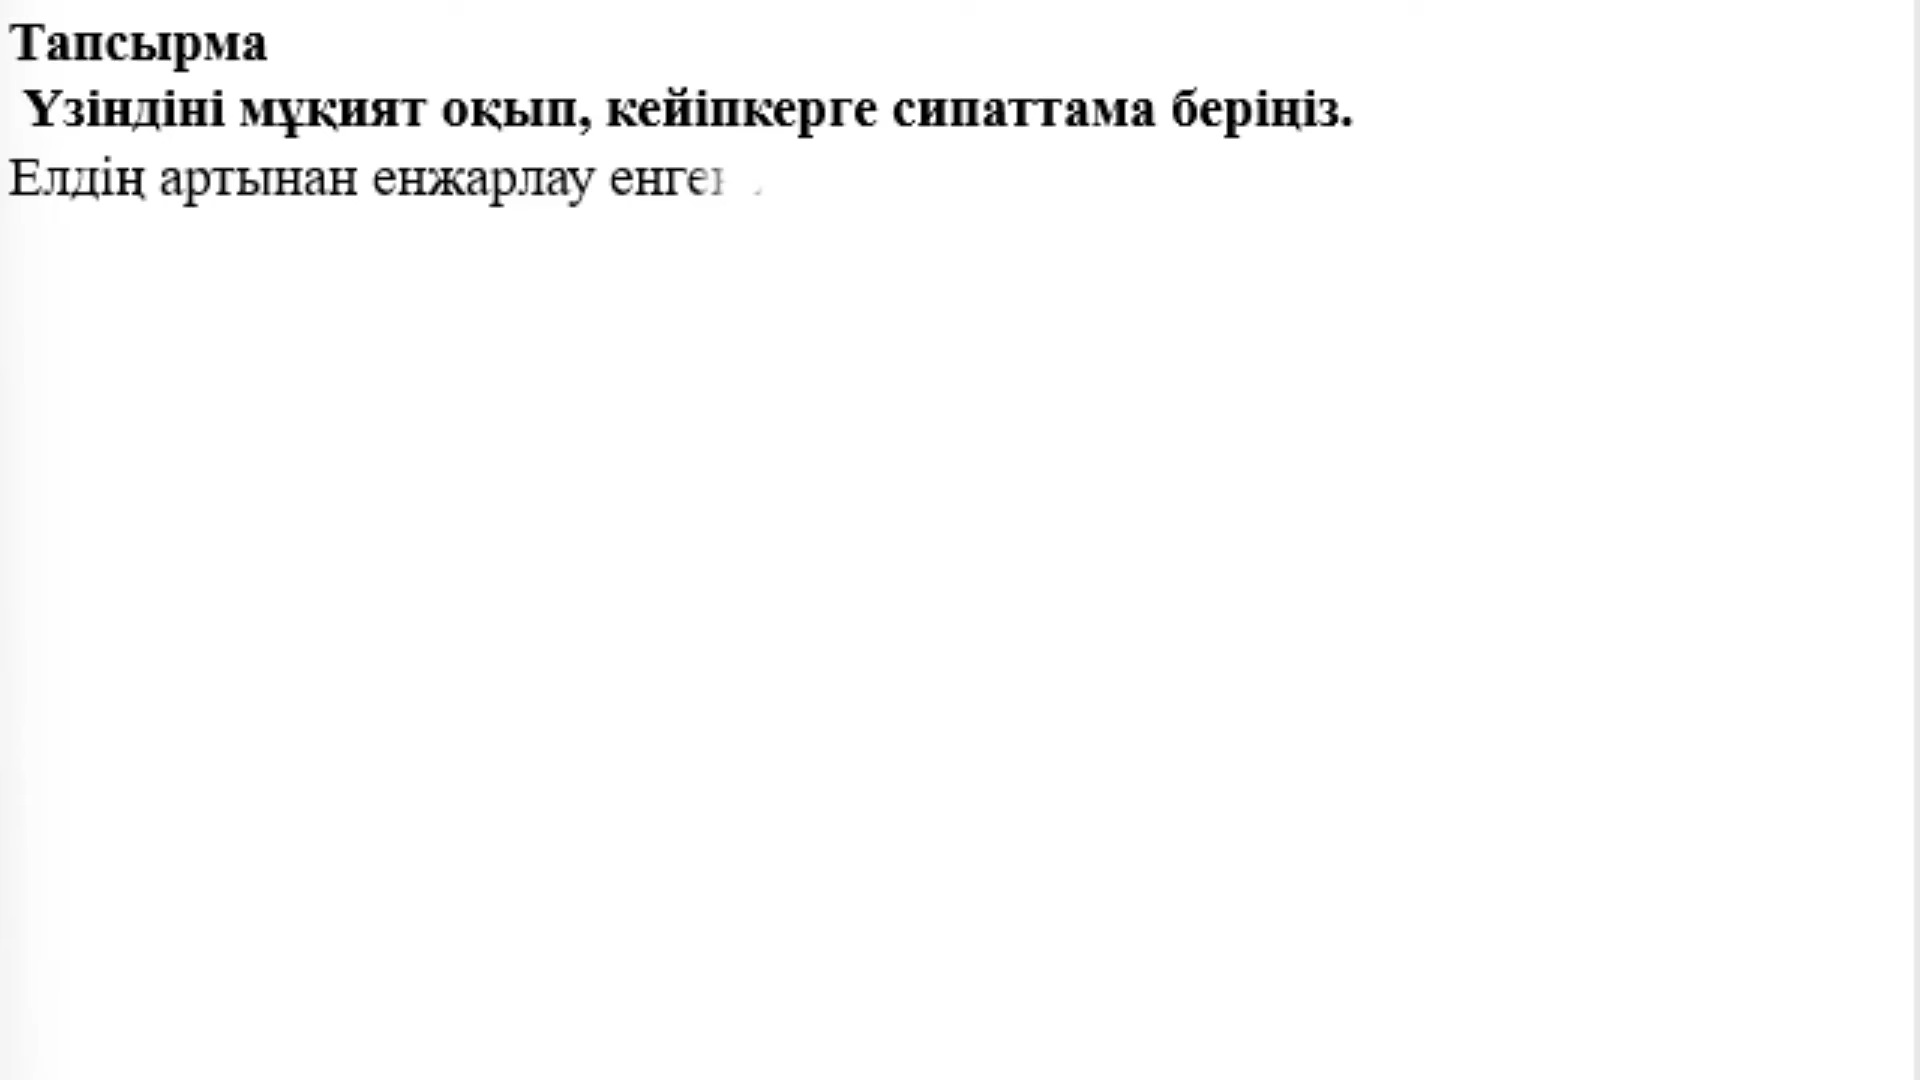 Тапсырма
Үзіндіні мұқият оқып, кейіпкерге сипаттама беріңіз.
Елдің артынан енжарлау